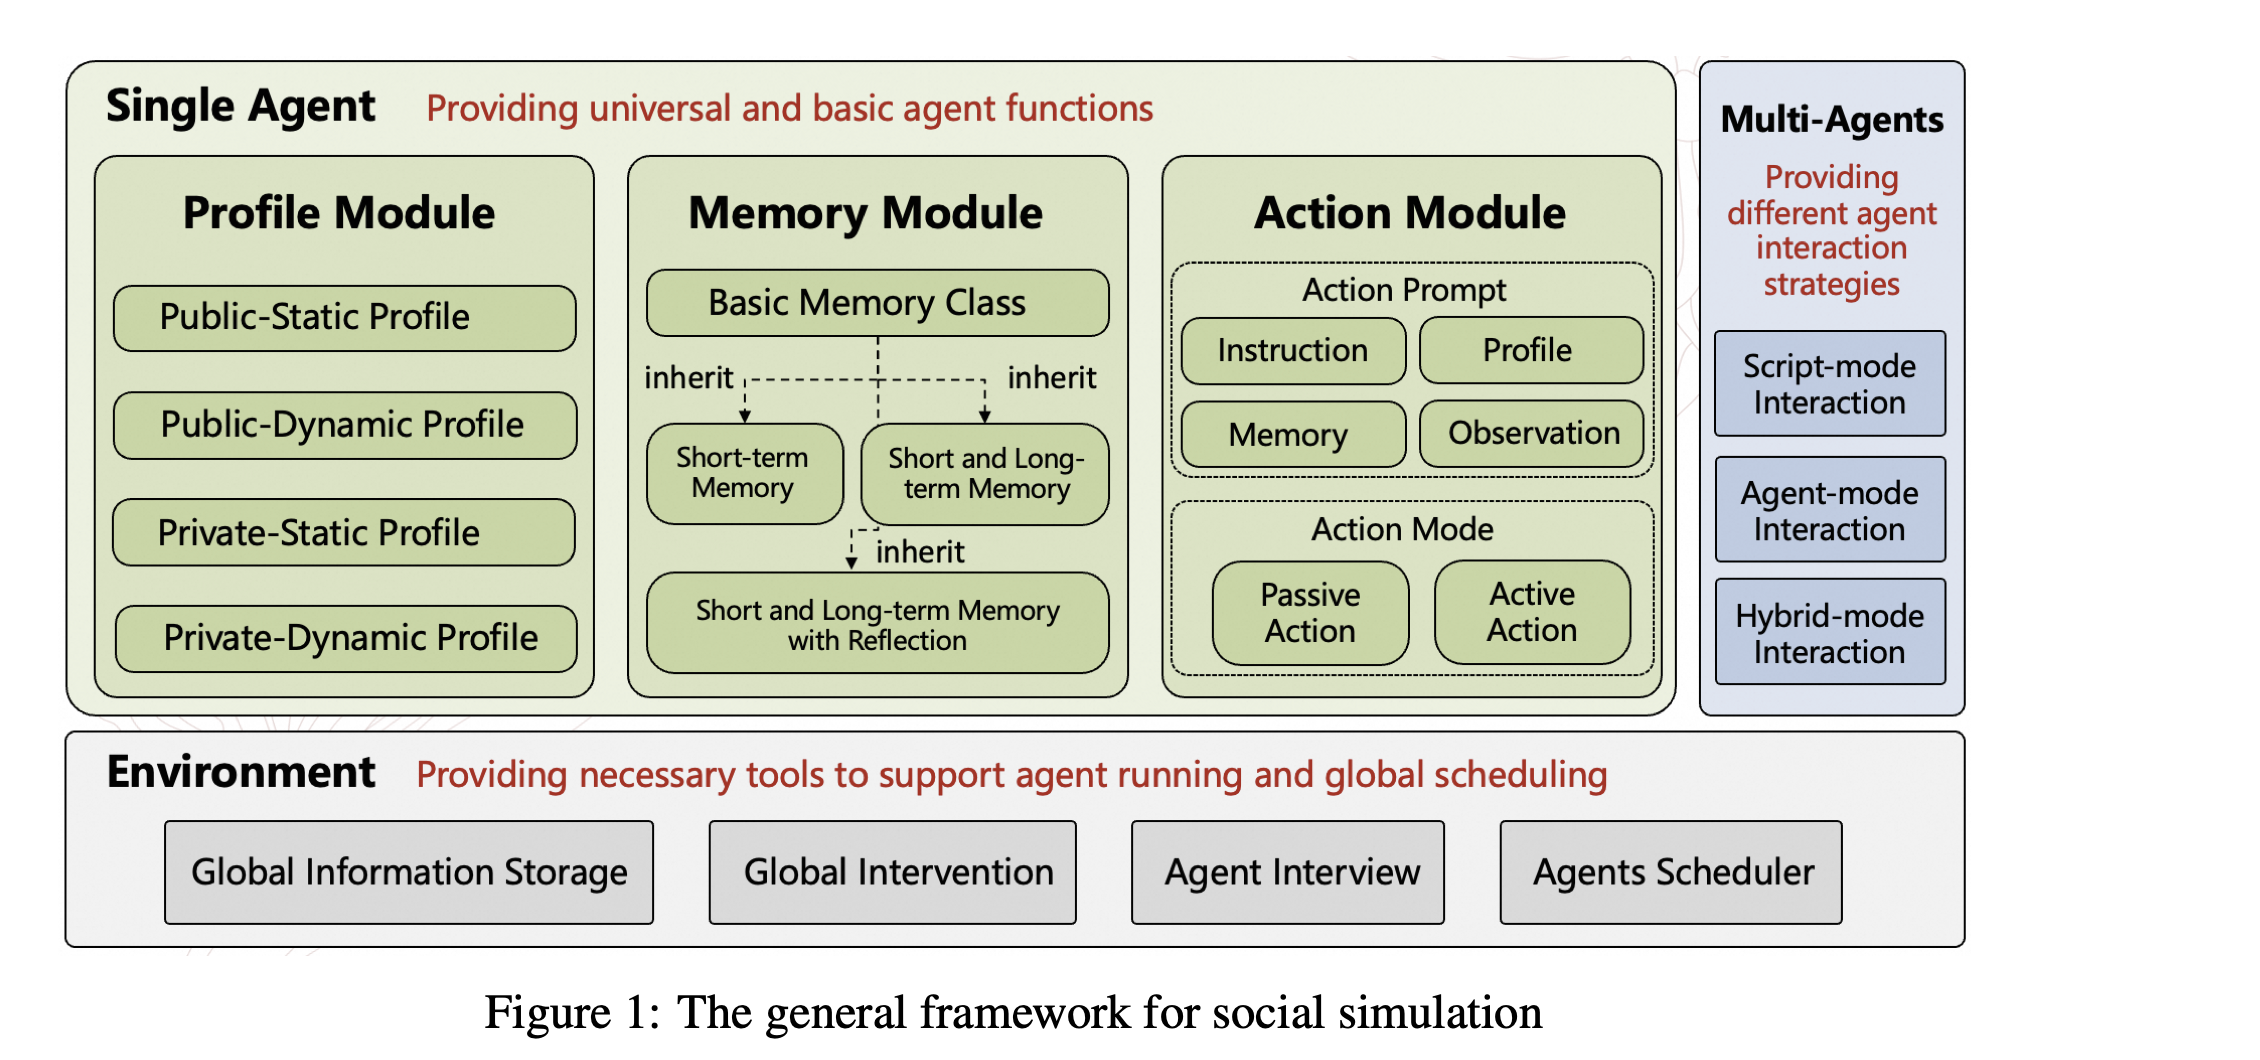 Single Agent Providing universal and basic agent functions
Profile Module
Public-Static Profile
Public-Dynamic Profile
Private-Static Profile
Private-Dynamic Profile
Memory Module
Basic Memory Class
inherit
inherit
Short-term
Memory
Short and Long-
term Memory
inherit
Short and Long-term Memory
with Reflection
Action Module
Action Prompt
Instruction
Profile
Memory
Observation
Action Mode
Passive
Action
Active
Action
Multi-Agents
Providing
different agent
interaction
strategies
Script-mode
Interaction
Agent-mode
Interaction
Hybrid-mode
Interaction
Environment Providing necessary tools to support agent running and global scheduling
Global Information Storage
Global Intervention
Agent Interview
Agents Scheduler
Figure 1: The general framework for social simulation